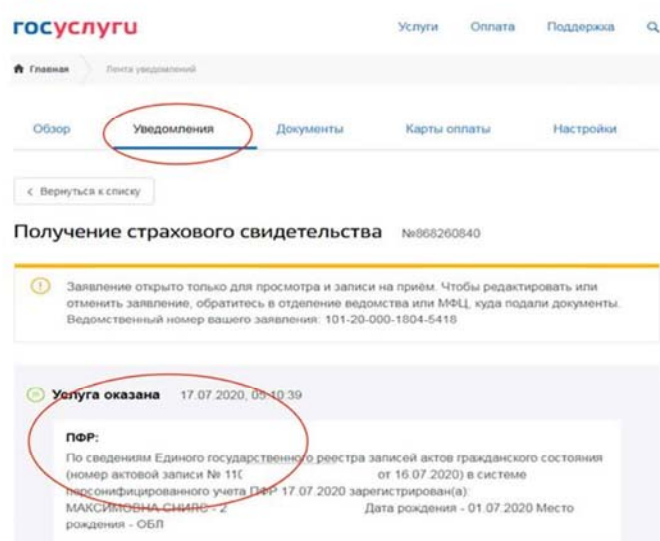 госуслуги
Услуги Оплата Поддержка
Главная Лента уведомлений
Обзор Уведомления Документы Карты оплаты Настройки
Вернуться к списку
Получение страхового свидетельства №868260840
Заявление открыто только для просмотра и записи на приём. Чтобы редактировать или
отменить заявление, обратитесь в отделение ведомства или МФЦ, куда подали документы.
Ведомственный номер вашего заявления: 101-20-000-1804-5418
Услуга оказана 17.07.2020, 05:10:39
ПФР:
По сведениям Единого государственного реестра записей актов гражданского состояния
(номер актовой записи № 110 от 16.07.2020) в системе
персонифицированного учета ПФР 17.07.2020 зарегистрирован(а):
МАКСИМОВНА СНИЛС - 2 Дата рождения - 01.07.2020 Место
рождения - ОБЛ